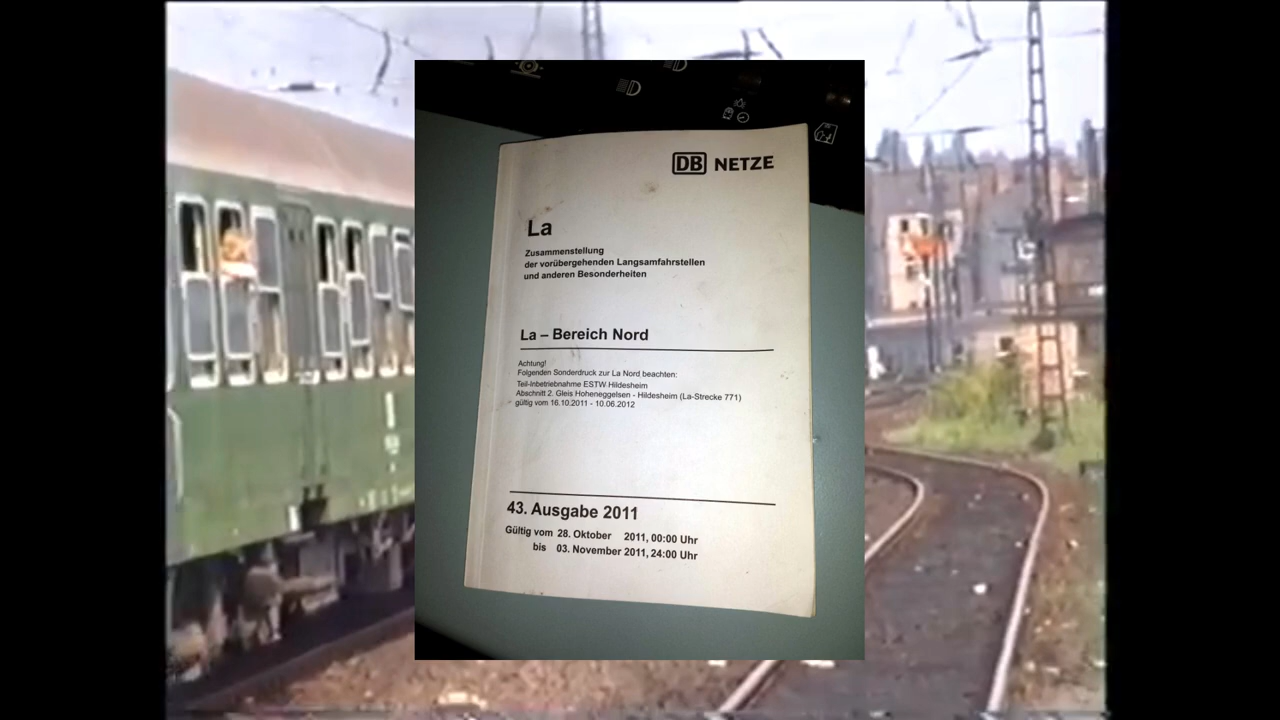 DB NETZE
La
Zusammenstellung
der vorübergehenden Langsamfahrstellen
und anderen Besonderheiten
La – Bereich Nord
Achtung!
Folgenden Sonderdruck zur La Nord beachten:
Teil-Inbetriebnahme ESTW Hildesheim
Abschnitt 2. Gleis Hoheneggelsen - Hildesheim (La-Strecke 771)
gültig vom 16.10.2011 - 10.06.2012
43. Ausgabe 2011
Gültig vom 28. Oktober 2011, 00:00 Uhr
bis 03. November 2011, 24:00 Uhr